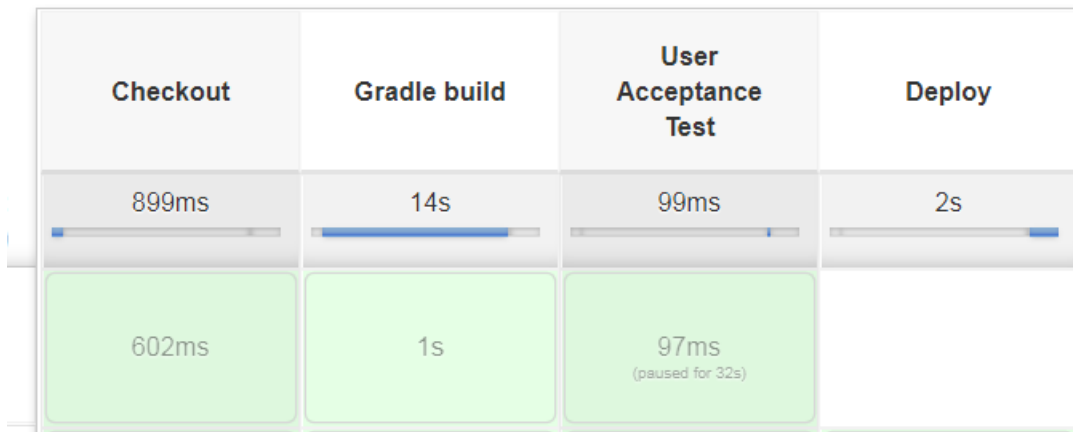 Checkout
Gradle build
User
Acceptance
Test
Deploy
899ms
14s
99ms
2s
602ms
1s
97ms
(paused for 32s)